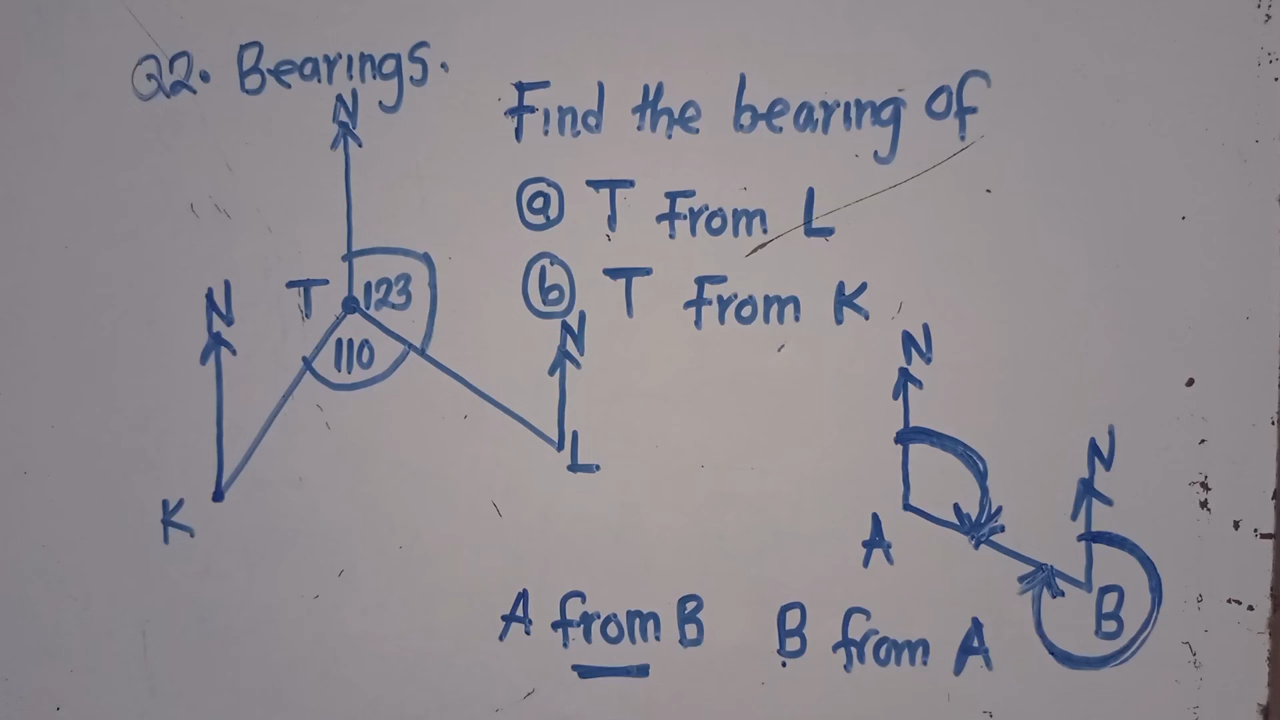 Q2. Bearings.
Find the bearing of
ⓐ T From L
ⓑ T From K
N
N
T
123
110
N
K
L
N
N
A
B
A from B
B from A